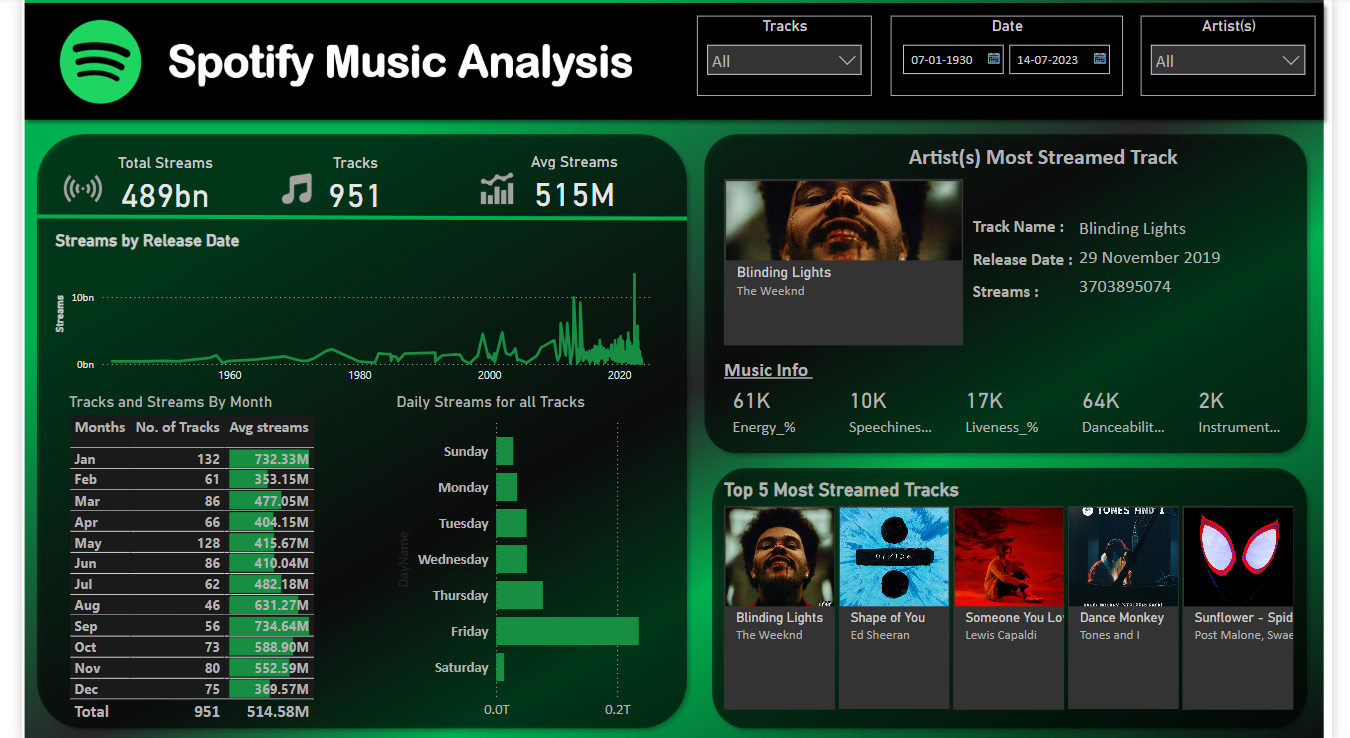 Spotify Music Analysis
Tracks
All
Date
07-01-1930 14-07-2023
Artist(s)
All
Total Streams
489bn
Tracks
951
Avg Streams
515M
Streams by Release Date
Streams
10bn
0bn
1960 1980 2000 2020
Tracks and Streams By Month
Months No. of Tracks Avg streams
Jan 132 732.33M
Feb 61 353.15M
Mar 86 477.05M
Apr 66 404.15M
May 128 415.67M
Jun 86 410.04M
Jul 62 482.18M
Aug 46 631.27M
Sep 56 734.64M
Oct 73 588.90M
Nov 80 552.59M
Dec 75 369.57M
Total 951 514.58M
Daily Streams for all Tracks
DayName
Sunday
Monday
Tuesday
Wednesday
Thursday
Friday
Saturday
0.0T 0.2T
Artist(s) Most Streamed Track
Blinding Lights
The Weeknd
Track Name : Blinding Lights
Release Date : 29 November 2019
Streams : 3703895074
Music Info
61K 10K 17K 64K 2K
Energy_% Speechines... Liveness_% Danceabilit... Instrument...
Top 5 Most Streamed Tracks
TONES AND I
Blinding Lights
The Weeknd
Shape of You
Ed Sheeran
Someone You Lo
Lewis Capaldi
Dance Monkey
Tones and I
Sunflower - Spid
Post Malone, Swae